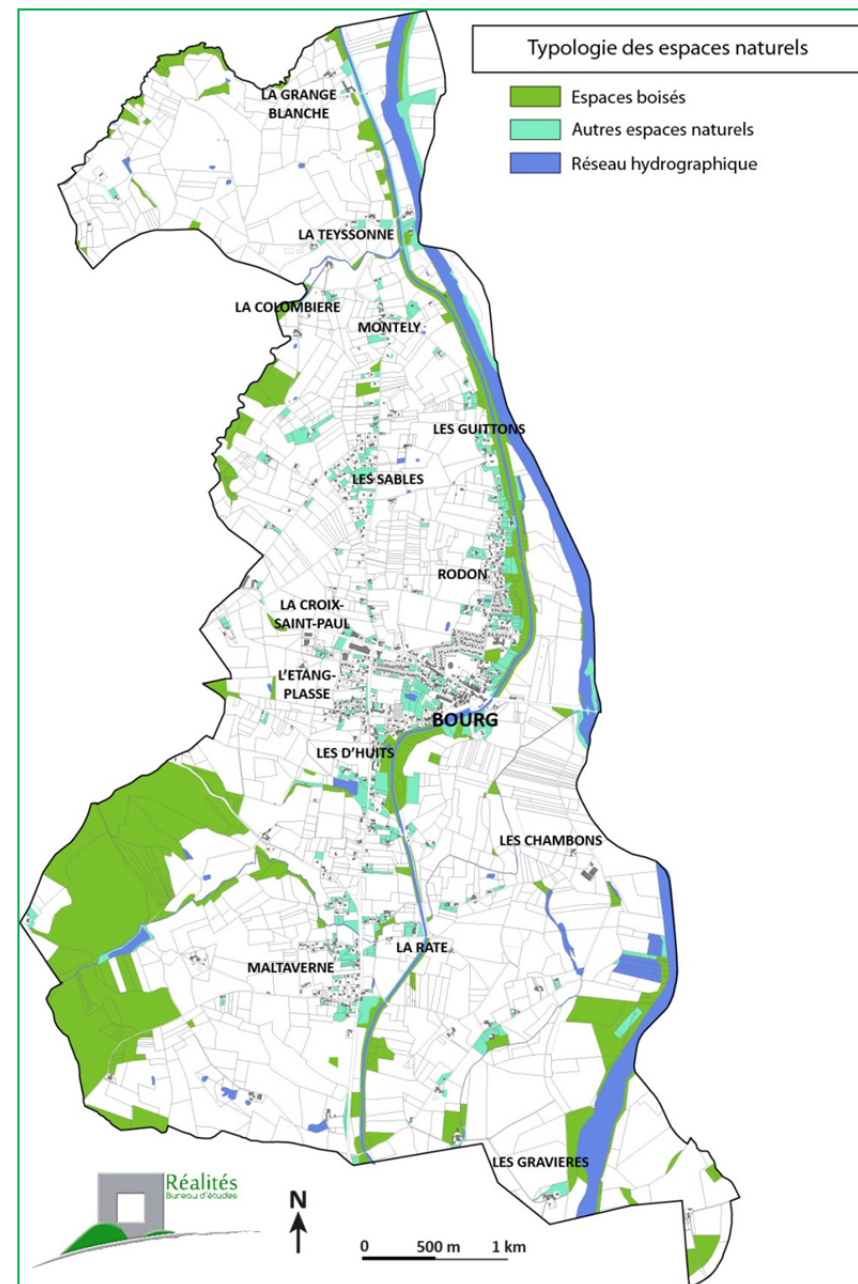 Typologie des espaces naturels
Espaces boisés
Autres espaces naturels
Réseau hydrographique
LA GRANGE
BLANCHE
LA TEYSSONNE
LA COLOMBIERE
MONTELY
LES GUITTONS
LES SABLES
RODON
LA CROIX-
SAINT-PAUL
L'ETANG-
PLASSE
BOURG
LES D'HUITS
LES CHAMBONS
LA RATE
MALTAVERNE
LES GRAVIERES
Réalités
Bureau d'études
N
0 500 m 1 km